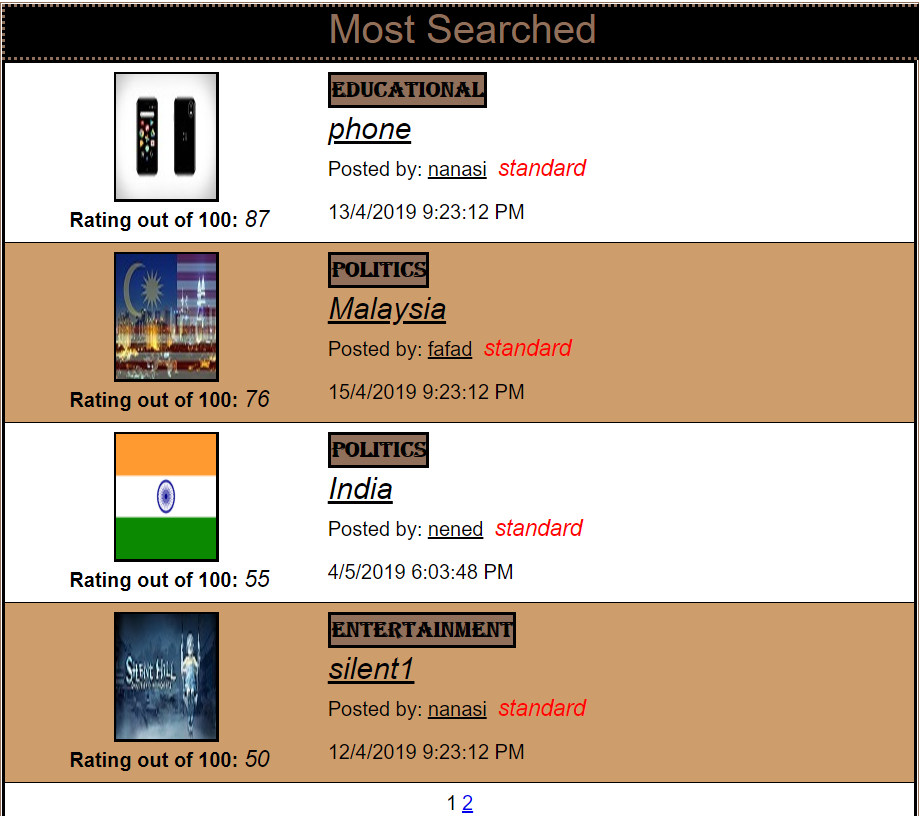 Most Searched
EDUCATIONAL
phone
Posted by: nanasi standard
13/4/2019 9:23:12 PM
Rating out of 100: 87
POLITICS
Malaysia
Posted by: fafad standard
15/4/2019 9:23:12 PM
Rating out of 100: 76
POLITICS
India
Posted by: nened standard
4/5/2019 6:03:48 PM
Rating out of 100: 55
SILENT HILL
ENTERTAINMENT
silent1
Posted by: nanasi standard
12/4/2019 9:23:12 PM
Rating out of 100: 50
1 2